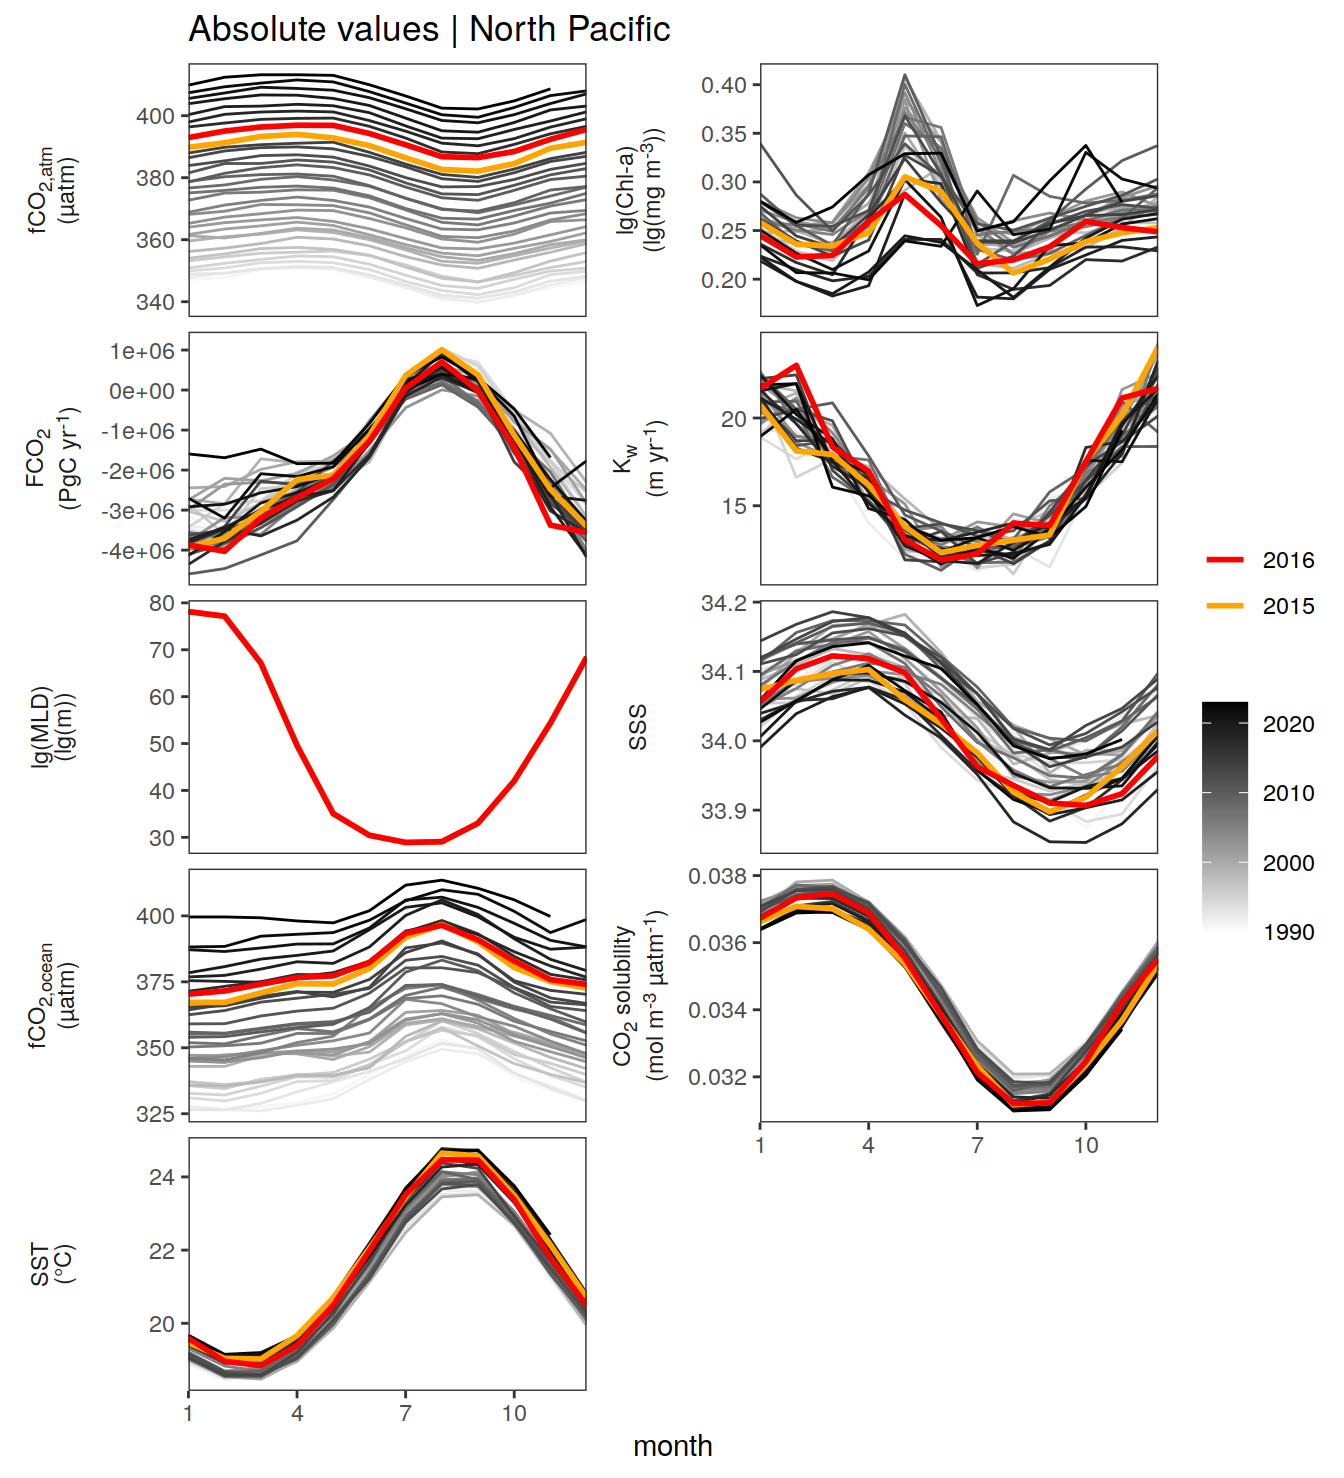 Absolute values | North Pacific
fCO2,atm
(µatm)
400
380
360
340
lg(Chl-a)
(lg(mg m-3))
0.40
0.35
0.30
0.25
0.20
FCO2
(PgC yr-1)
1e+06
0e+00
-1e+06
-2e+06
-3e+06
-4e+06
Kw
(m yr-1)
20
15
lg(MLD)
(lg(m))
80
70
60
50
40
30
SSS
34.2
34.1
34.0
33.9
fCO2,ocean
(µatm)
400
375
350
325
CO2 solubility
(mol m-3 µatm-1)
0.038
0.036
0.034
0.032
1 4 7 10
SST
(°C)
24
22
20
1 4 7 10
month
2016
2015
2020
2010
2000
1990